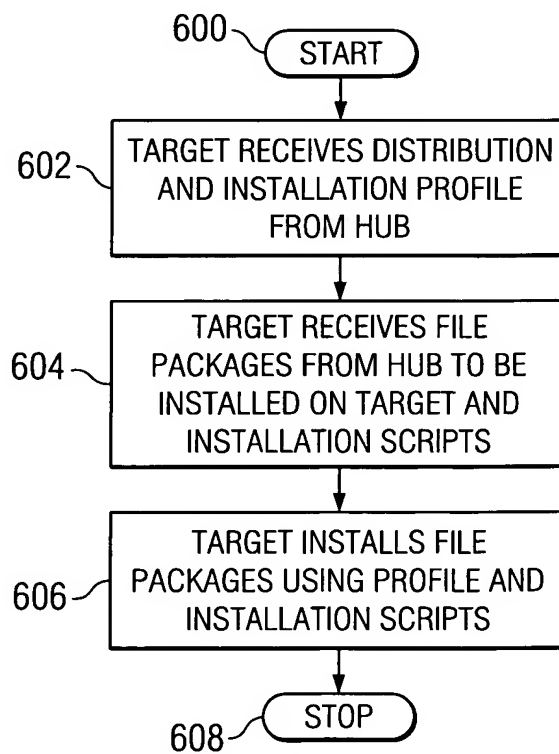 600
START
602
TARGET RECEIVES DISTRIBUTION
AND INSTALLATION PROFILE
FROM HUB
604
TARGET RECEIVES FILE
PACKAGES FROM HUB TO BE
INSTALLED ON TARGET AND
INSTALLATION SCRIPTS
606
TARGET INSTALLS FILE
PACKAGES USING PROFILE AND
INSTALLATION SCRIPTS
608
STOP